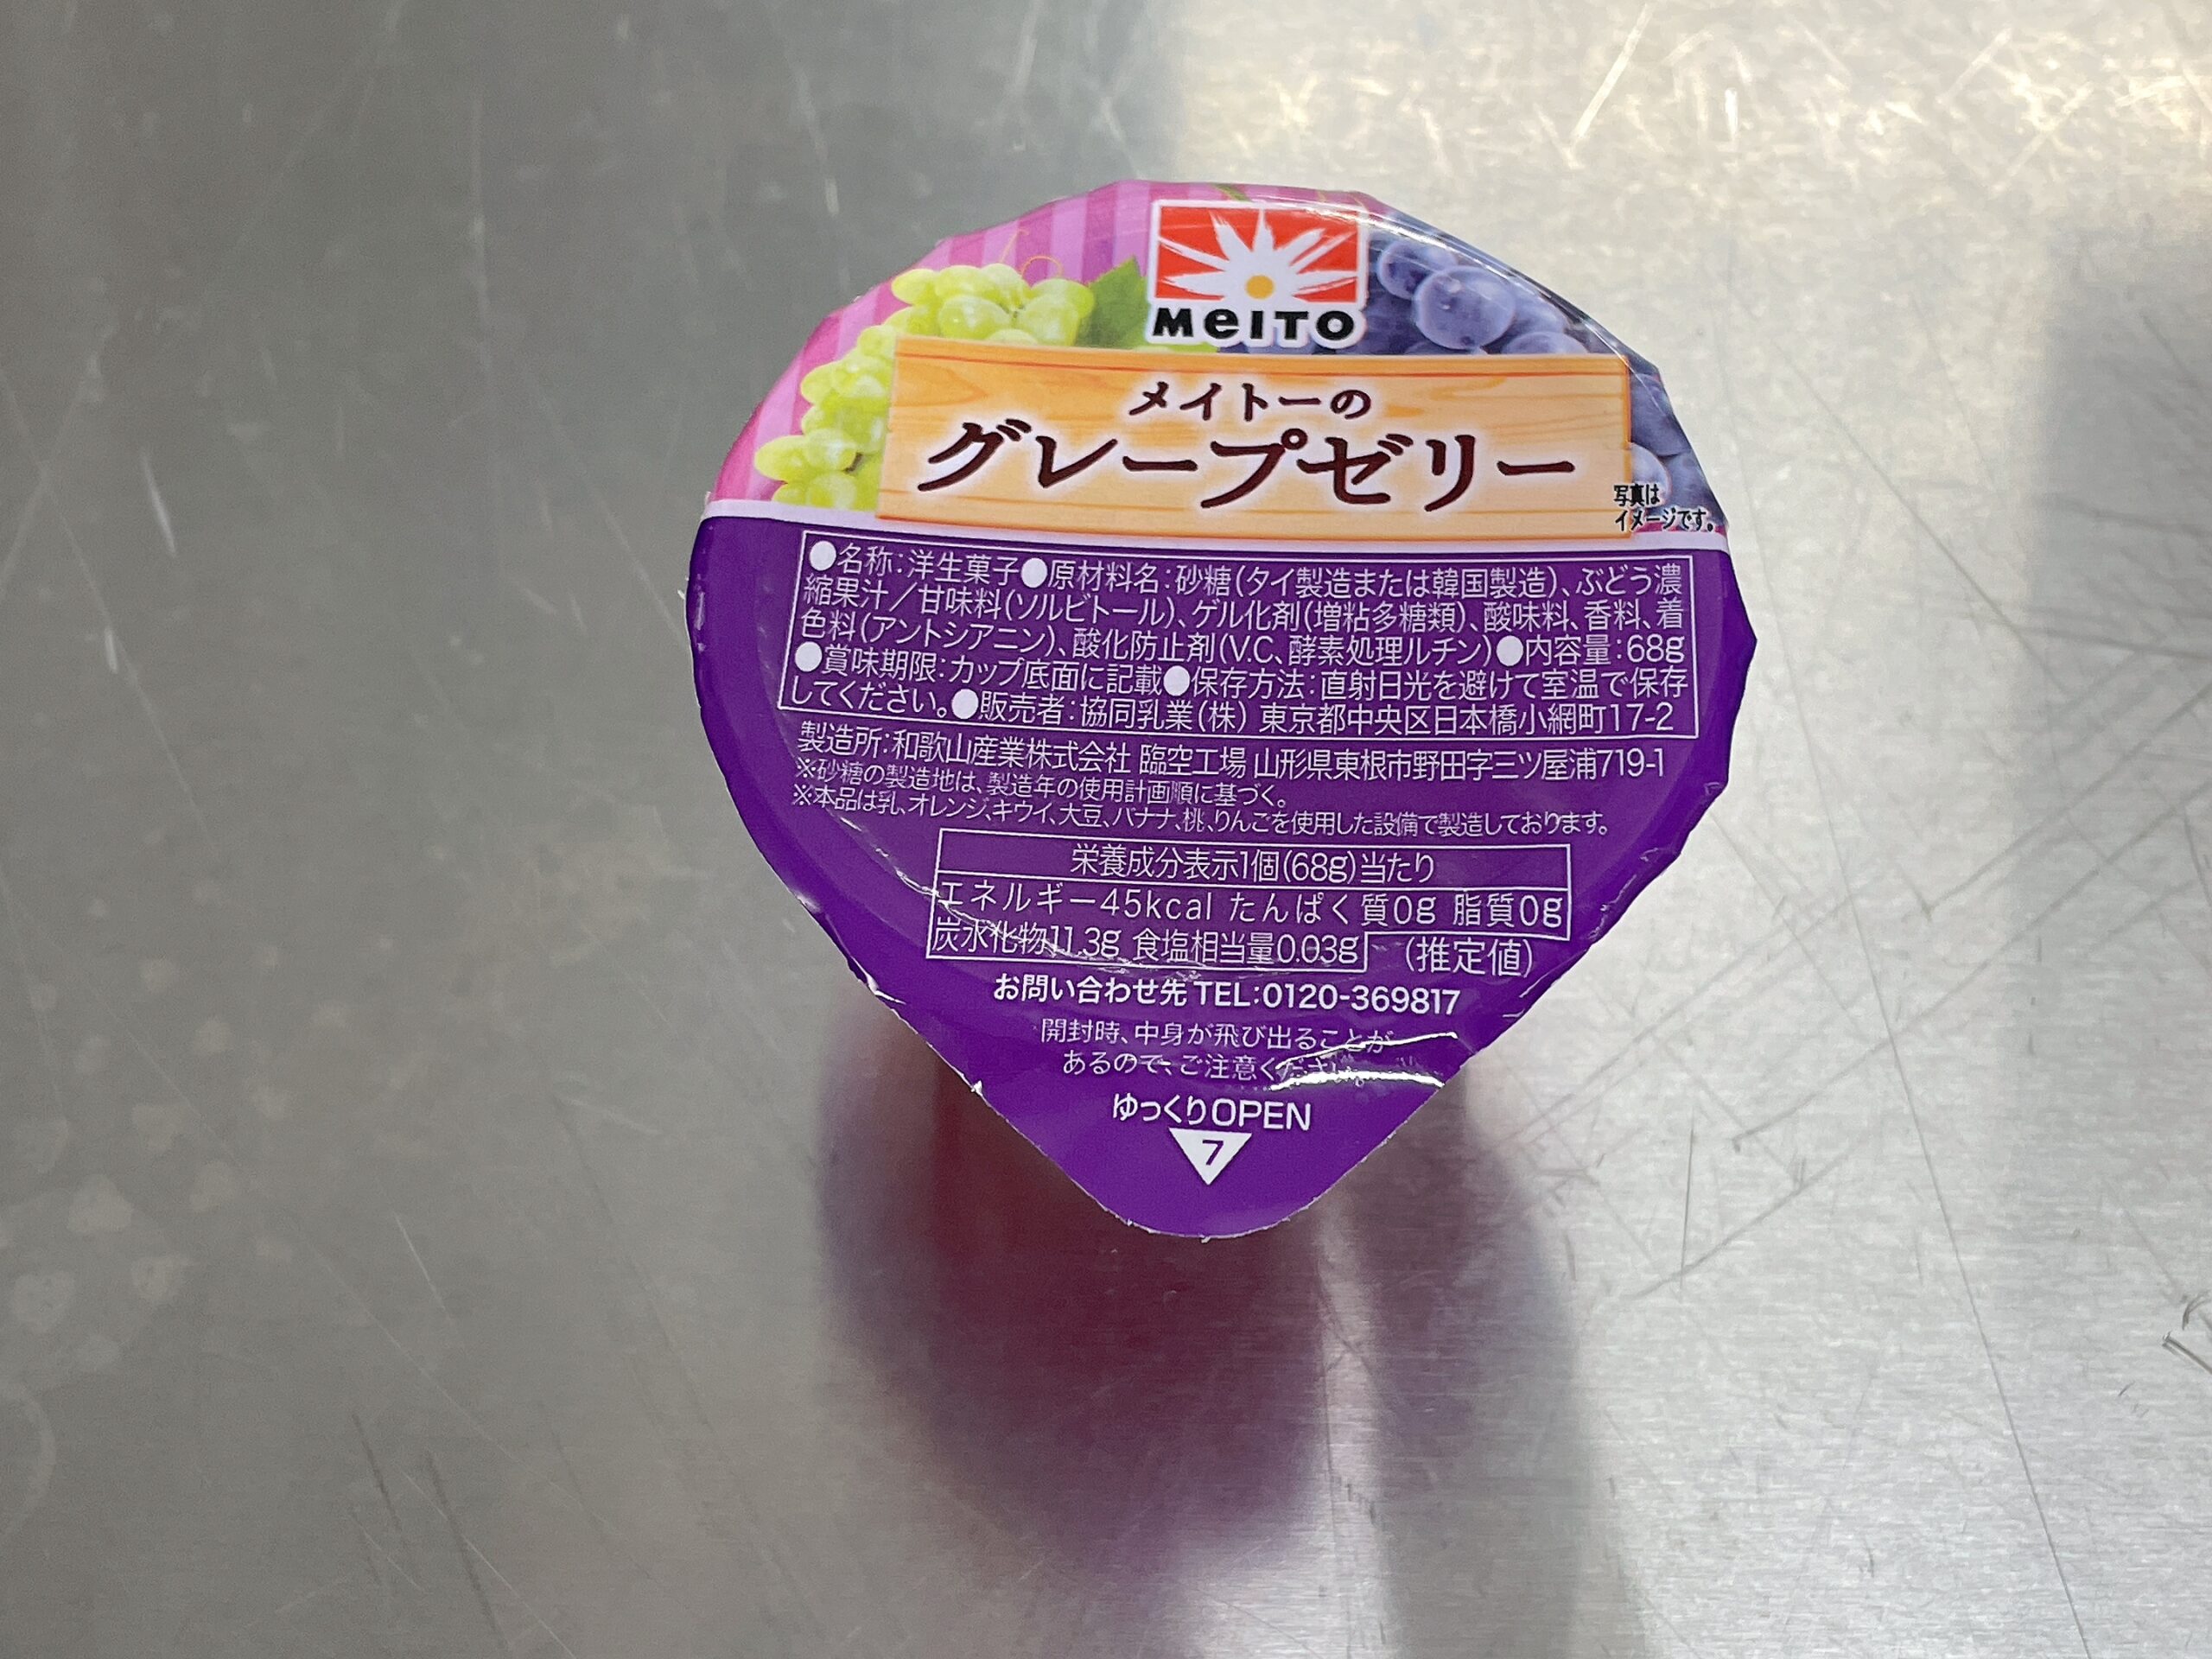 MeITO
メイトーの
グレープゼリー
写真は
イメージです。
●名称：洋生菓子●原材料名：砂糖（タイ製造または韓国製造）、ぶどう濃
縮果汁／甘味料（ソルビトール）、ゲル化剤（増粘多糖類）、酸味料、香料、着
色料（アントシアニン）、酸化防止剤（V.C、酵素処理ルチン）●内容量：68g
●賞味期限：カップ底面に記載●保存方法：直射日光を避けて室温で保存
してください。●販売者：協同乳業（株） 東京都中央区日本橋小網町17-2
製造所：和歌山産業株式会社 臨空工場 山形県東根市野田字三ツ屋浦719-1
※砂糖の製造地は、製造年の使用計画順に基づく。
※本品は乳、オレンジ、キウイ、大豆、バナナ、桃、りんごを使用した設備で製造しております。
栄養成分表示1個(68g)当たり
エネルギー45kcal たんぱく質0g 脂質0g
炭水化物11.3g 食塩相当量0.03g （推定値）
お問い合わせ先 TEL：0120-369817
開封時、中身が飛び出ることが
あるので、ご注意ください。
ゆっくりOPEN
7